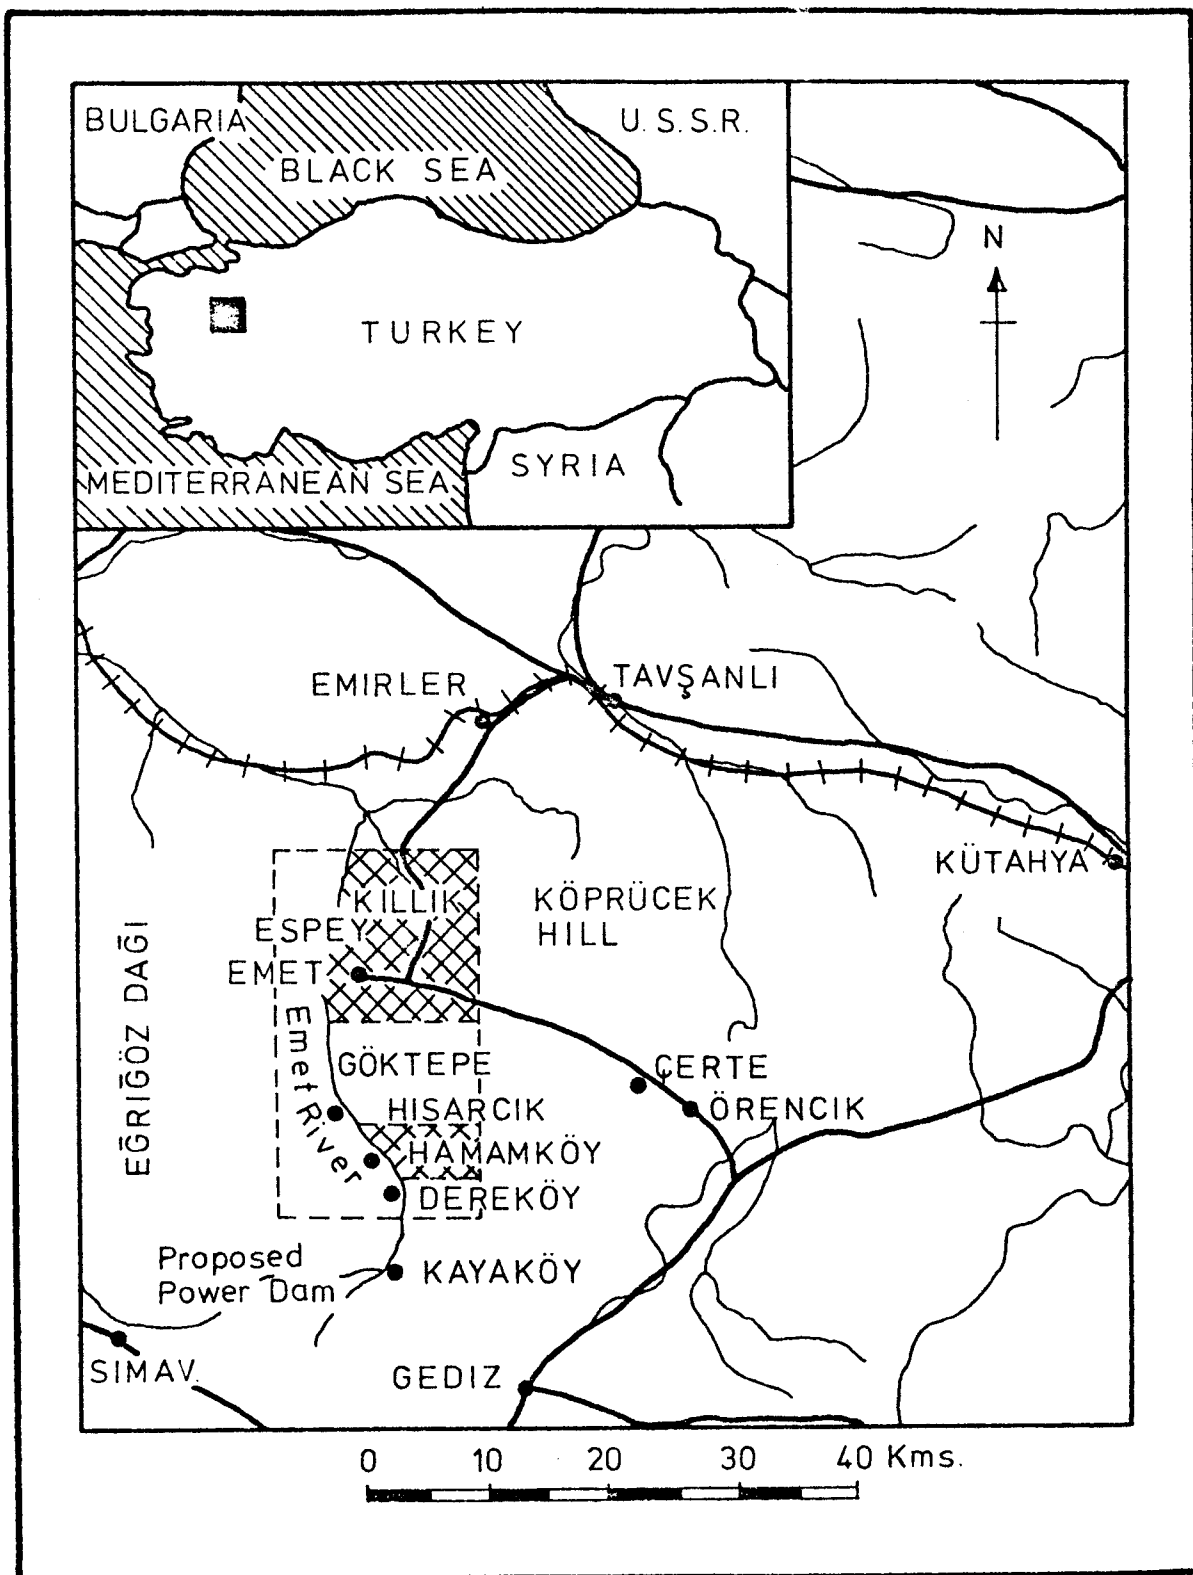 BULGARIA
U.S.S.R.
BLACK SEA
N
TURKEY
SYRIA
MEDITERRANEAN SEA
EMIRLER
TAVŞANLI
KÜTAHYA
KILLIK
KÖPRÜCEK
HILL
ESPEY
EMET
EĞRIĞÖZ DAĞI
Emet River
GÖKTEPE
ÇERTE
HISARCIK
ÖRENCIK
HAMAMKÖY
DEREKÖY
Proposed
Power Dam
KAYAKÖY
SIMAV.
GEDIZ
0 10 20 30 40 Kms.